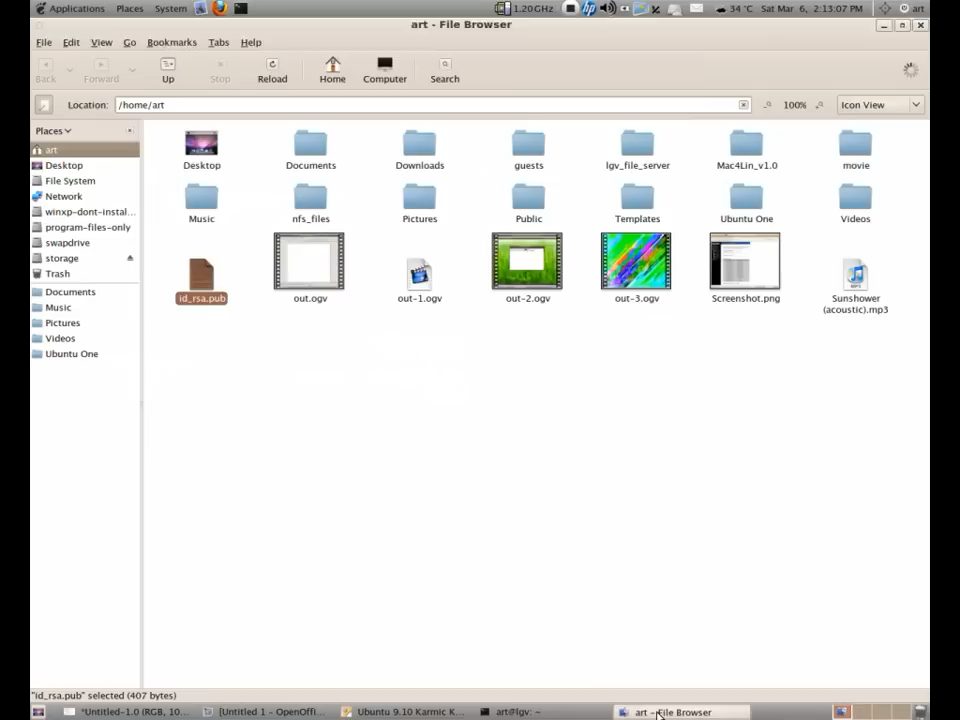 Applications Places System 1.20 GHz 34 °C Sat Mar 6, 2:13:07 PM art
art - File Browser
File Edit View Go Bookmarks Tabs Help
Back Forward Up Stop Reload Home Computer Search
Location: /home/art 100% Icon View
Places
art
Desktop
File System
Network
winxp-dont-instal...
program-files-only
swapdrive
storage
Trash
Documents
Music
Pictures
Videos
Ubuntu One
Desktop Documents Downloads guests lgv_file_server Mac4Lin_v1.0 movie
Music nfs_files Pictures Public Templates Ubuntu One Videos
id_rsa.pub out.ogv out-1.ogv out-2.ogv out-3.ogv Screenshot.png Sunshower
(acoustic).mp3
"id_rsa.pub" selected (407 bytes)
*Untitled-1.0 (RGB, 10... [Untitled 1 - OpenOffi... Ubuntu 9.10 Karmic K... art@lgv: ~ art - File Browser